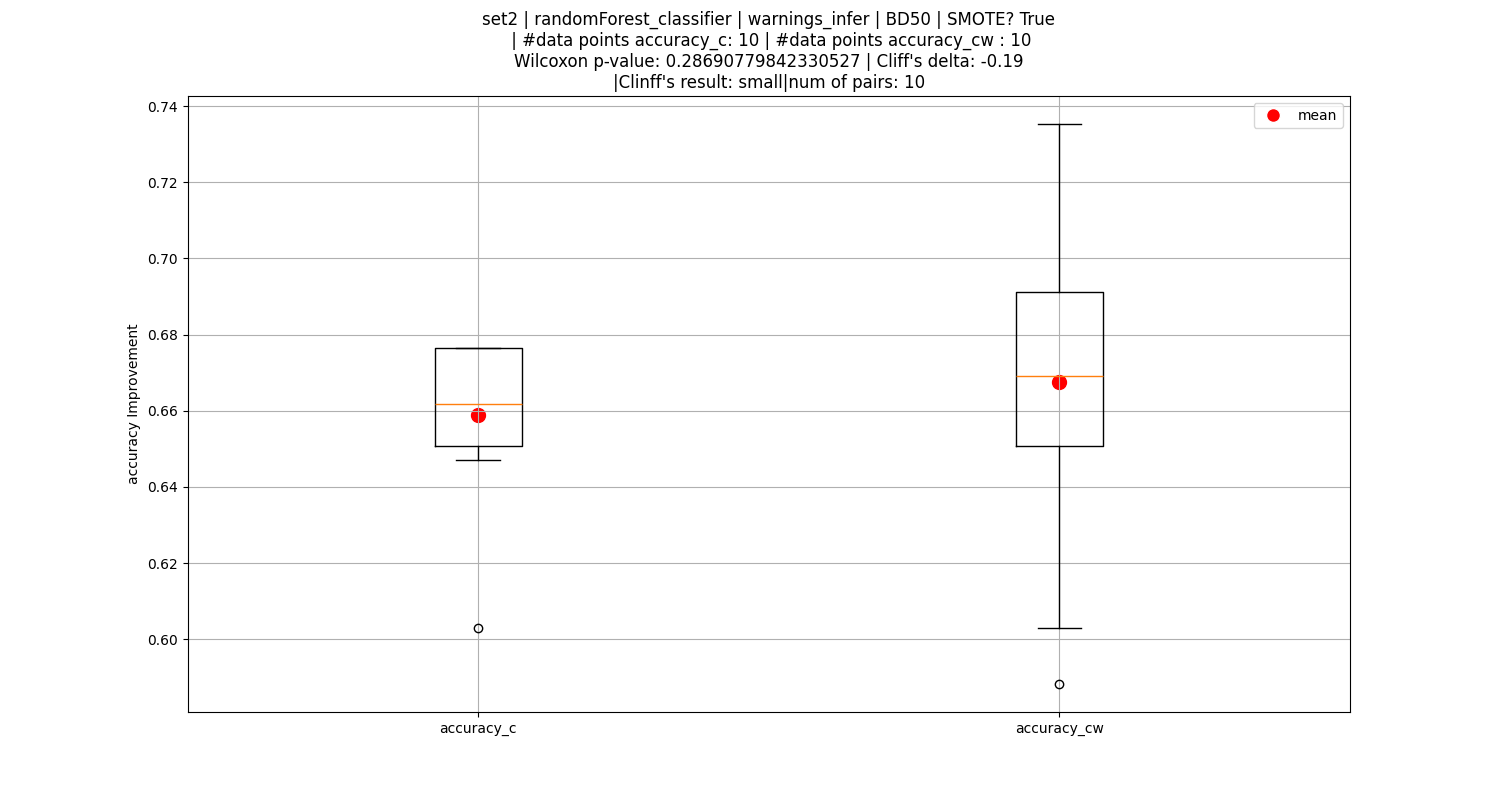 set2 | randomForest_classifier | warnings_infer | BD50 | SMOTE? True
| #data points accuracy_c: 10 | #data points accuracy_cw : 10
Wilcoxon p-value: 0.28690779842330527 | Cliff's delta: -0.19
|Clinff's result: small|num of pairs: 10
mean
accuracy Improvement
0.74
0.72
0.70
0.68
0.66
0.64
0.62
0.60
accuracy_c
accuracy_cw